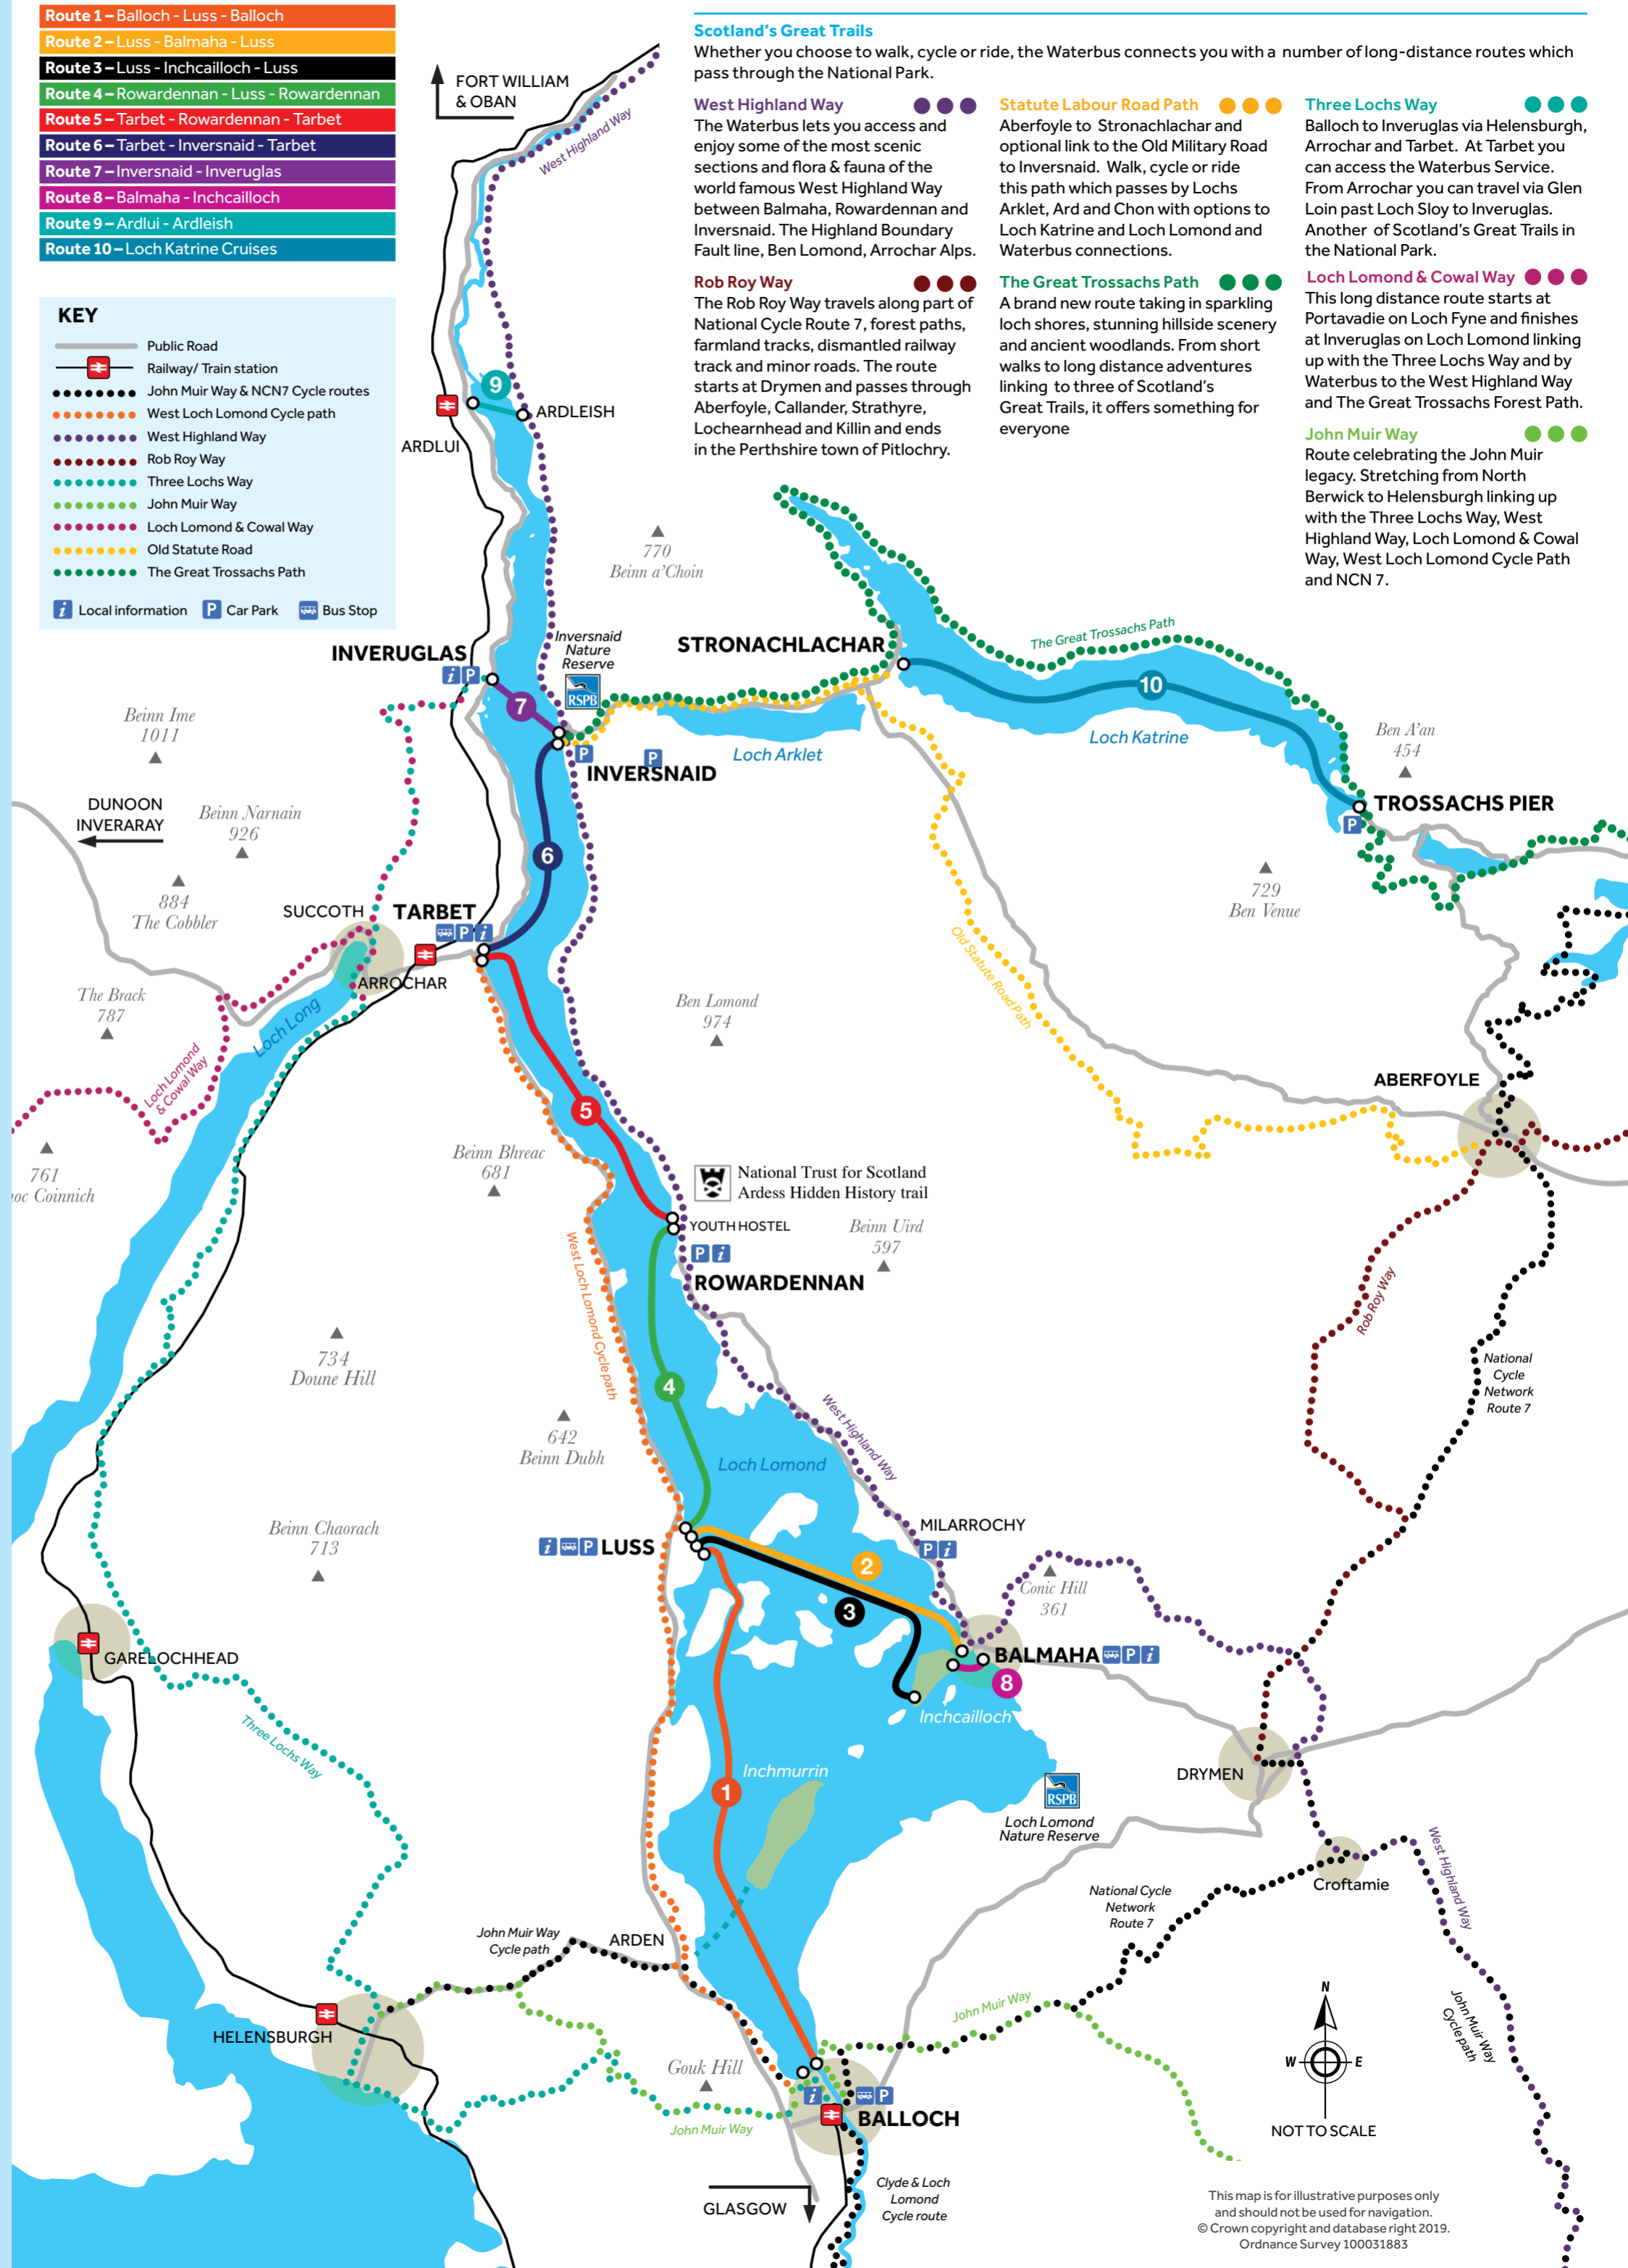 Route 1 – Balloch - Luss - Balloch
Route 2 – Luss - Balmaha - Luss
Route 3 – Luss - Inchcailloch - Luss
Route 4 – Rowardennan - Luss - Rowardennan
Route 5 – Tarbet - Rowardennan - Tarbet
Route 6 – Tarbet - Inversnaid - Tarbet
Route 7 – Inversnaid - Inveruglas
Route 8 – Balmaha - Inchcailloch
Route 9 – Ardlui - Ardleish
Route 10 – Loch Katrine Cruises
KEY
Public Road
Railway/ Train station
John Muir Way & NCN7 Cycle routes
West Loch Lomond Cycle path
West Highland Way
Rob Roy Way
Three Lochs Way
John Muir Way
Loch Lomond & Cowal Way
Old Statute Road
The Great Trossachs Path
i Local information P Car Park Bus Stop
Scotland's Great Trails
Whether you choose to walk, cycle or ride, the Waterbus connects you with a number of long-distance routes which
pass through the National Park.
West Highland Way
The Waterbus lets you access and
enjoy some of the most scenic
sections and flora & fauna of the
world famous West Highland Way
between Balmaha, Rowardennan and
Inversnaid. The Highland Boundary
Fault line, Ben Lomond, Arrochar Alps.
Rob Roy Way
The Rob Roy Way travels along part of
National Cycle Route 7, forest paths,
farmland tracks, dismantled railway
track and minor roads. The route
starts at Drymen and passes through
Aberfoyle, Callander, Strathyre,
Lochearnhead and Killin and ends
in the Perthshire town of Pitlochry.
Statute Labour Road Path
Aberfoyle to Stronachlachar and
optional link to the Old Military Road
to Inversnaid. Walk, cycle or ride
this path which passes by Lochs
Arklet, Ard and Chon with options to
Loch Katrine and Loch Lomond and
Waterbus connections.
The Great Trossachs Path
A brand new route taking in sparkling
loch shores, stunning hillside scenery
and ancient woodlands. From short
walks to long distance adventures
linking to three of Scotland's
Great Trails, it offers something for
everyone
Three Lochs Way
Balloch to Inveruglas via Helensburgh,
Arrochar and Tarbet. At Tarbet you
can access the Waterbus Service.
From Arrochar you can travel via Glen
Loin past Loch Sloy to Inveruglas.
Another of Scotland's Great Trails in
the National Park.
Loch Lomond & Cowal Way
This long distance route starts at
Portavadie on Loch Fyne and finishes
at Inveruglas on Loch Lomond linking
up with the Three Lochs Way and by
Waterbus to the West Highland Way
and The Great Trossachs Forest Path.
John Muir Way
Route celebrating the John Muir
legacy. Stretching from North
Berwick to Helensburgh linking up
with the Three Lochs Way, West
Highland Way, Loch Lomond & Cowal
Way, West Loch Lomond Cycle Path
and NCN 7.
FORT WILLIAM
& OBAN
West Highland Way
9
ARDLEISH
ARDLUI
770
Beinn a'Choin
INVERUGLAS
i P
Inversnaid
Nature
Reserve
RSPB
7
STRONACHLACHAR
The Great Trossachs Path
10
Loch Katrine
Loch Arklet
P
P
INVERSNAID
Ben A'an
454
TROSSACHS PIER
P
729
Ben Venue
Beinn Ime
1011
DUNOON
INVERARAY
Beinn Narnain
926
884
The Cobbler
6
SUCCOTH
TARBET
P i
ARROCHAR
The Brack
787
Loch Long
Loch Lomond
& Cowal Way
761
oc Coinnich
Old Statute Road Path
Ben Lomond
974
ABERFOYLE
5
Beinn Bhreac
681
National Trust for Scotland
Ardess Hidden History trail
YOUTH HOSTEL
P i
ROWARDENNAN
Beinn Uird
597
West Loch Lomond Cycle path
Rob Roy Way
National
Cycle
Network
Route 7
734
Doune Hill
4
642
Beinn Dubh
West Highland Way
Loch Lomond
Beinn Chaorach
713
i P LUSS
MILARROCHY
P i
2
3
Conic Hill
361
BALMAHA P i
8
Inchcailloch
GARELOCHHEAD
Three Lochs Way
Inchmurrin
1
DRYMEN
RSPB
Loch Lomond
Nature Reserve
Croftamie
West Highland Way
National Cycle
Network
Route 7
John Muir Way
Cycle path
ARDEN
John Muir Way
John Muir Way
Cycle path
HELENSBURGH
Gouk Hill
i P
BALLOCH
John Muir Way
GLASGOW
Clyde & Loch
Lomond
Cycle route
N
W E
S
NOT TO SCALE
This map is for illustrative purposes only
and should not be used for navigation.
© Crown copyright and database right 2019.
Ordnance Survey 100031883